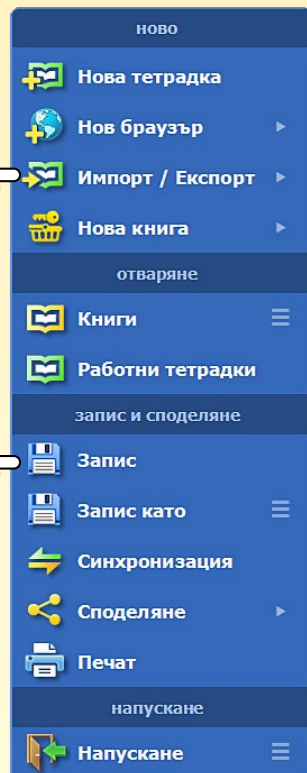 ново
Нова тетрадка
Нов браузър
Импорт / Експорт
Нова книга
отваряне
Книги
Работни тетрадки
запис и споделяне
Запис
Запис като
Синхронизация
Споделяне
Печат
напускане
Напускане